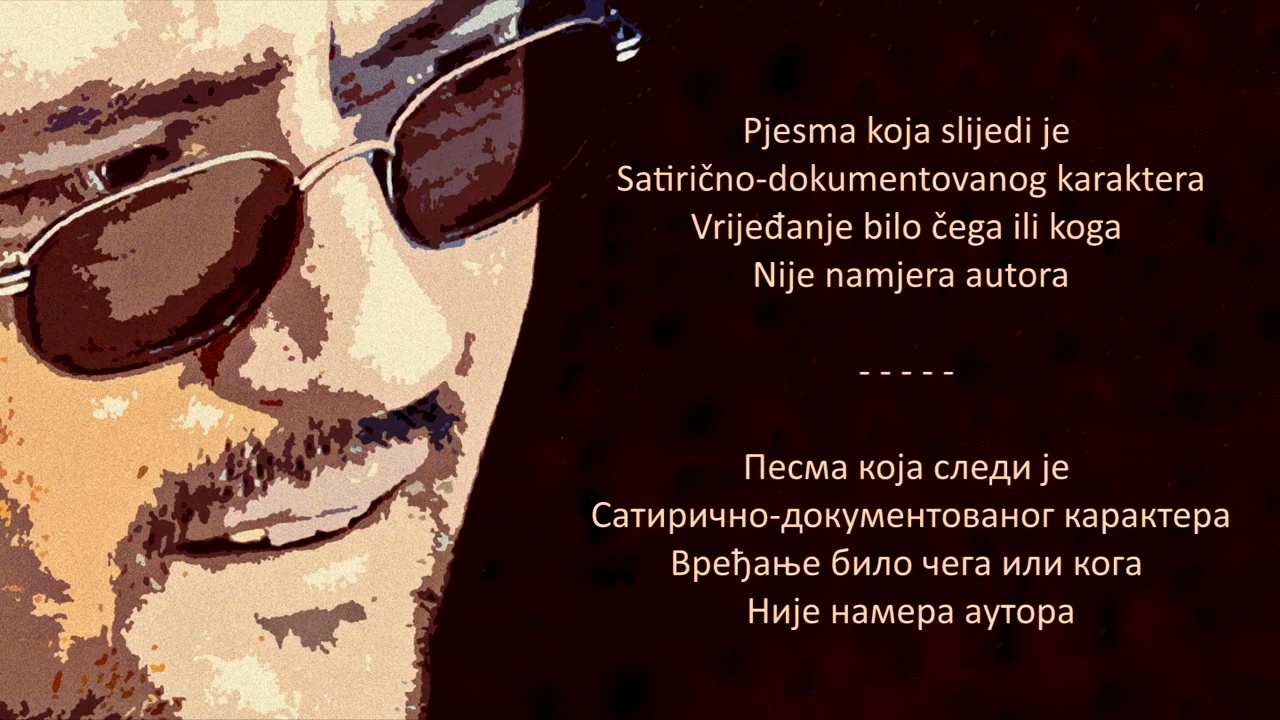 Pjesma koja slijedi je
Satirično-dokumentovanog karaktera
Vrijeđanje bilo čega ili koga
Nije namjera autora
- - - - -
Песма која следи је
Сатирично-документованог карактера
Вређање било чега или кога
Није намера аутора